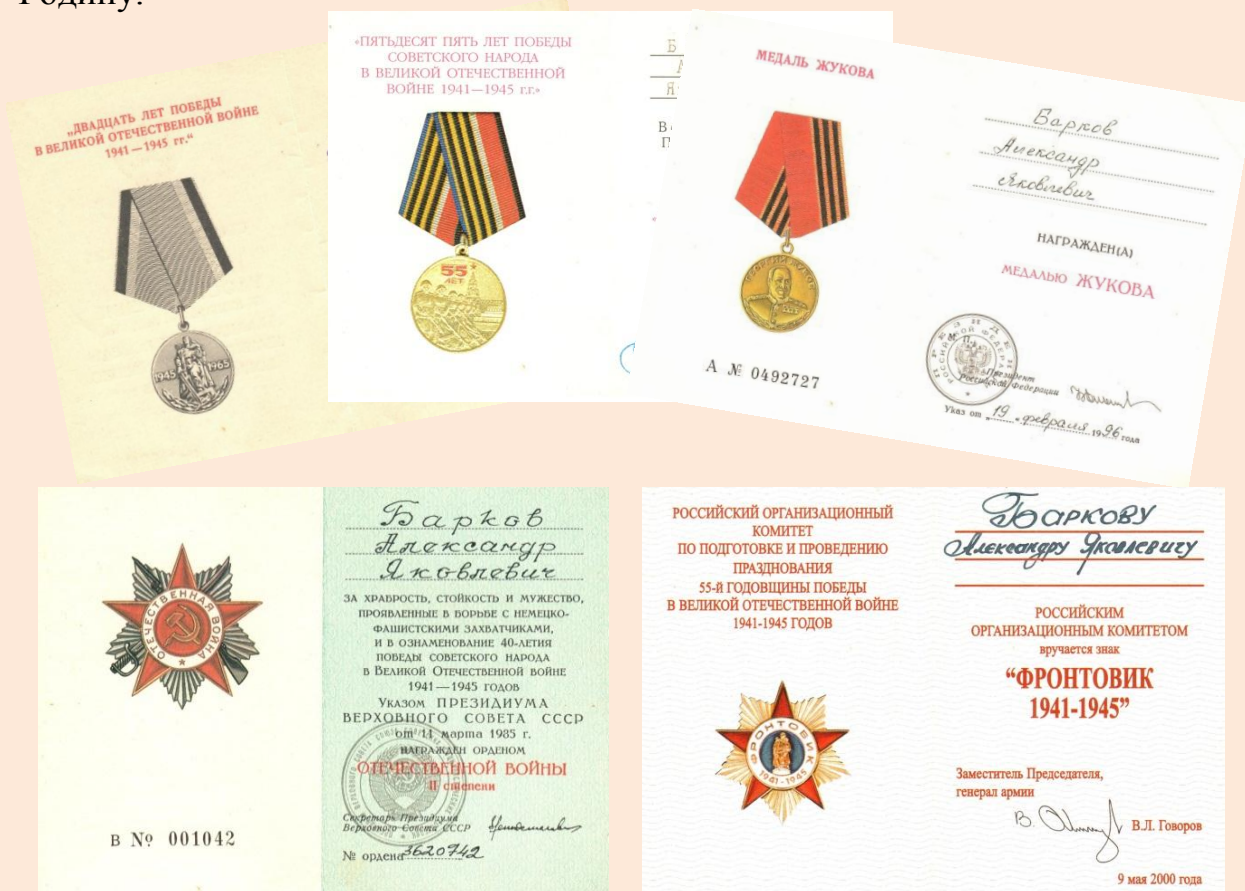 Родину.
„ДВАДЦАТЬ ЛЕТ ПОБЕДЫ
В ВЕЛИКОЙ ОТЕЧЕСТВЕННОЙ ВОЙНЕ
1941 — 1945 гг.“
1945
1965
«ПЯТЬДЕСЯТ ПЯТЬ ЛЕТ ПОБЕДЫ
СОВЕТСКОГО НАРОДА
В ВЕЛИКОЙ ОТЕЧЕСТВЕННОЙ
ВОЙНЕ 1941—1945 г.г.»
55
ЛЕТ
МЕДАЛЬ ЖУКОВА
А № 0492727
Барков
Александр
Яковлевич
НАГРАЖДЕН(А)
МЕДАЛЬЮ ЖУКОВА
Президент
Российской Федерации
Указ от „19“ февраля 1996 года
ОТЕЧЕСТВЕННАЯ ВОЙНА
В № 001042
Барков
Александр
Яковлевич
ЗА ХРАБРОСТЬ, СТОЙКОСТЬ И МУЖЕСТВО,
ПРОЯВЛЕННЫЕ В БОРЬБЕ С НЕМЕЦКО-
ФАШИСТСКИМИ ЗАХВАТЧИКАМИ,
И В ОЗНАМЕНОВАНИЕ 40-ЛЕТИЯ
ПОБЕДЫ СОВЕТСКОГО НАРОДА
В ВЕЛИКОЙ ОТЕЧЕСТВЕННОЙ ВОЙНЕ
1941—1945 ГОДОВ
УКАЗОМ ПРЕЗИДИУМА
ВЕРХОВНОГО СОВЕТА СССР
от 11 марта 1985 г.
НАГРАЖДЕН ОРДЕНОМ
ОТЕЧЕСТВЕННОЙ ВОЙНЫ
II степени
Секретарь Президиума
Верховного Совета СССР
№ ордена 3620742
РОССИЙСКИЙ ОРГАНИЗАЦИОННЫЙ
КОМИТЕТ
ПО ПОДГОТОВКЕ И ПРОВЕДЕНИЮ
ПРАЗДНОВАНИЯ
55-й ГОДОВЩИНЫ ПОБЕДЫ
В ВЕЛИКОЙ ОТЕЧЕСТВЕННОЙ ВОЙНЕ
1941-1945 ГОДОВ
ФРОНТОВИК
1941-1945
Баркову
Александру Яковлевичу
РОССИЙСКИМ
ОРГАНИЗАЦИОННЫМ КОМИТЕТОМ
вручается знак
“ФРОНТОВИК
1941-1945”
Заместитель Председателя,
генерал армии
В.Л. Говоров
9 мая 2000 года